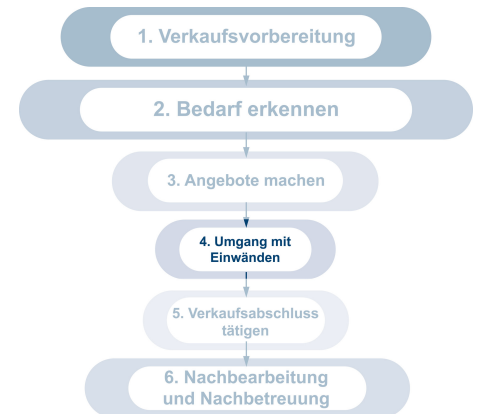 1. Verkaufsvorbereitung
2. Bedarf erkennen
3. Angebote machen
4. Umgang mit
Einwänden
5. Verkaufsabschluss
tätigen
6. Nachbearbeitung
und Nachbetreuung